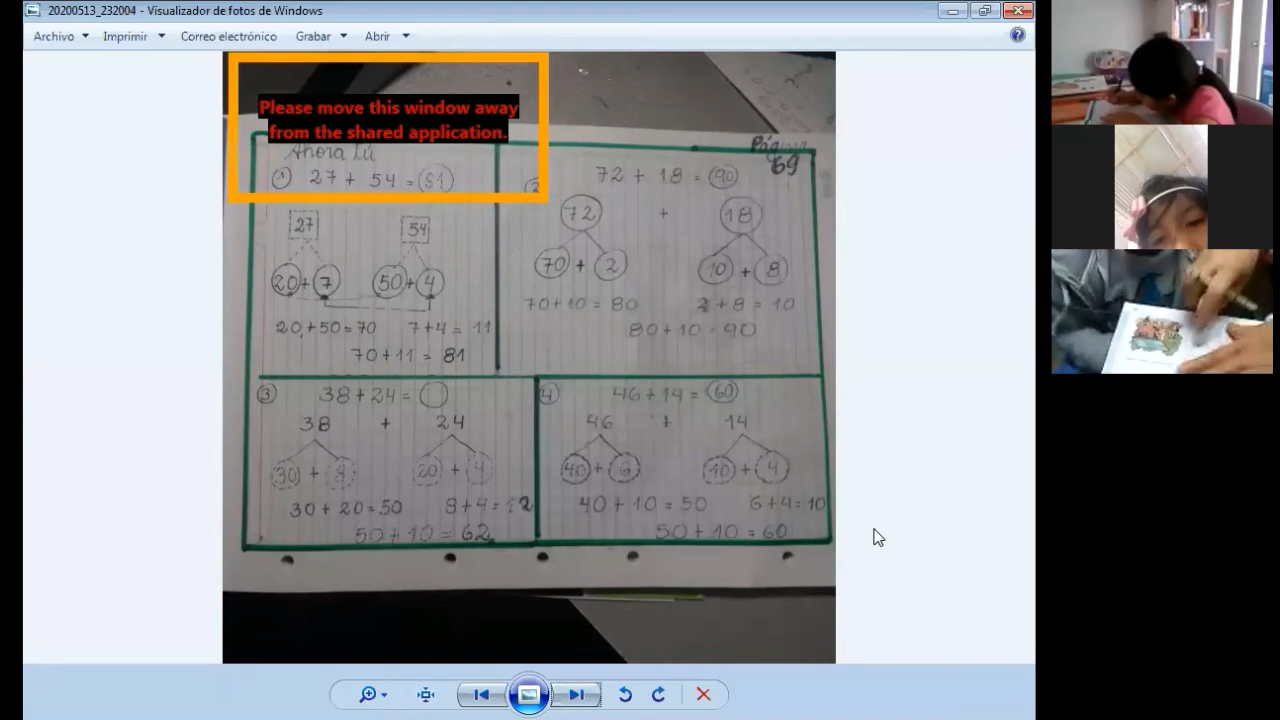 20200513_232004 - Visualizador de fotos de Windows
Archivo Imprimir Correo electrónico Grabar Abrir
Please move this window away
from the shared application.
Ahora tú
Página
69
1 27 + 54 = 81
27 54
20 + 7 50 + 4
20 + 50 = 70 7 + 4 = 11
70 + 11 = 81
2 72 + 18 = 90
72 + 18
70 + 2 10 + 8
70 + 10 = 80 2 + 8 = 10
80 + 10 = 90
3 38 + 24 =
38 + 24
30 + 8 20 + 4
30 + 20 = 50 8 + 4 = 12
50 + 10 = 62
4 46 + 14 = 60
46 + 14
40 + 6 10 + 4
40 + 10 = 50 6 + 4 = 10
50 + 10 = 60